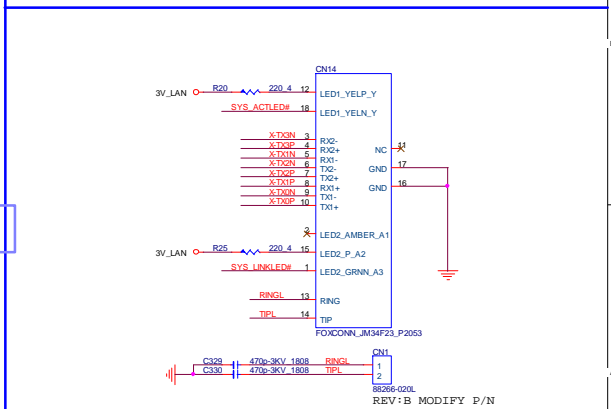 CN14
3V_LAN R20 220_4 12 LED1_YELP_Y
SYS_ACTLED# 18 LED1_YELN_Y
X-TX3N 3 RX2-
X-TX3P 4 RX2+ NC 11
X-TX1N 5 RX1-
X-TX2N 6 TX2- GND 17
X-TX2P 7 TX2+
X-TX1P 8 RX1+ GND 16
X-TX0N 9 TX1-
X-TX0P 10 TX1+
2 LED2_AMBER_A1
3V_LAN R25 220_4 15 LED2_P_A2
SYS_LINKLED# 1 LED2_GRNN_A3
RINGL 13 RING
TIPL 14 TIP
FOXCONN_JM34F23_P2053
CN1
C329 470p-3KV_1808 RINGL 1
C330 470p-3KV_1808 TIPL 2
88266-020L
REV:B MODIFY P/N